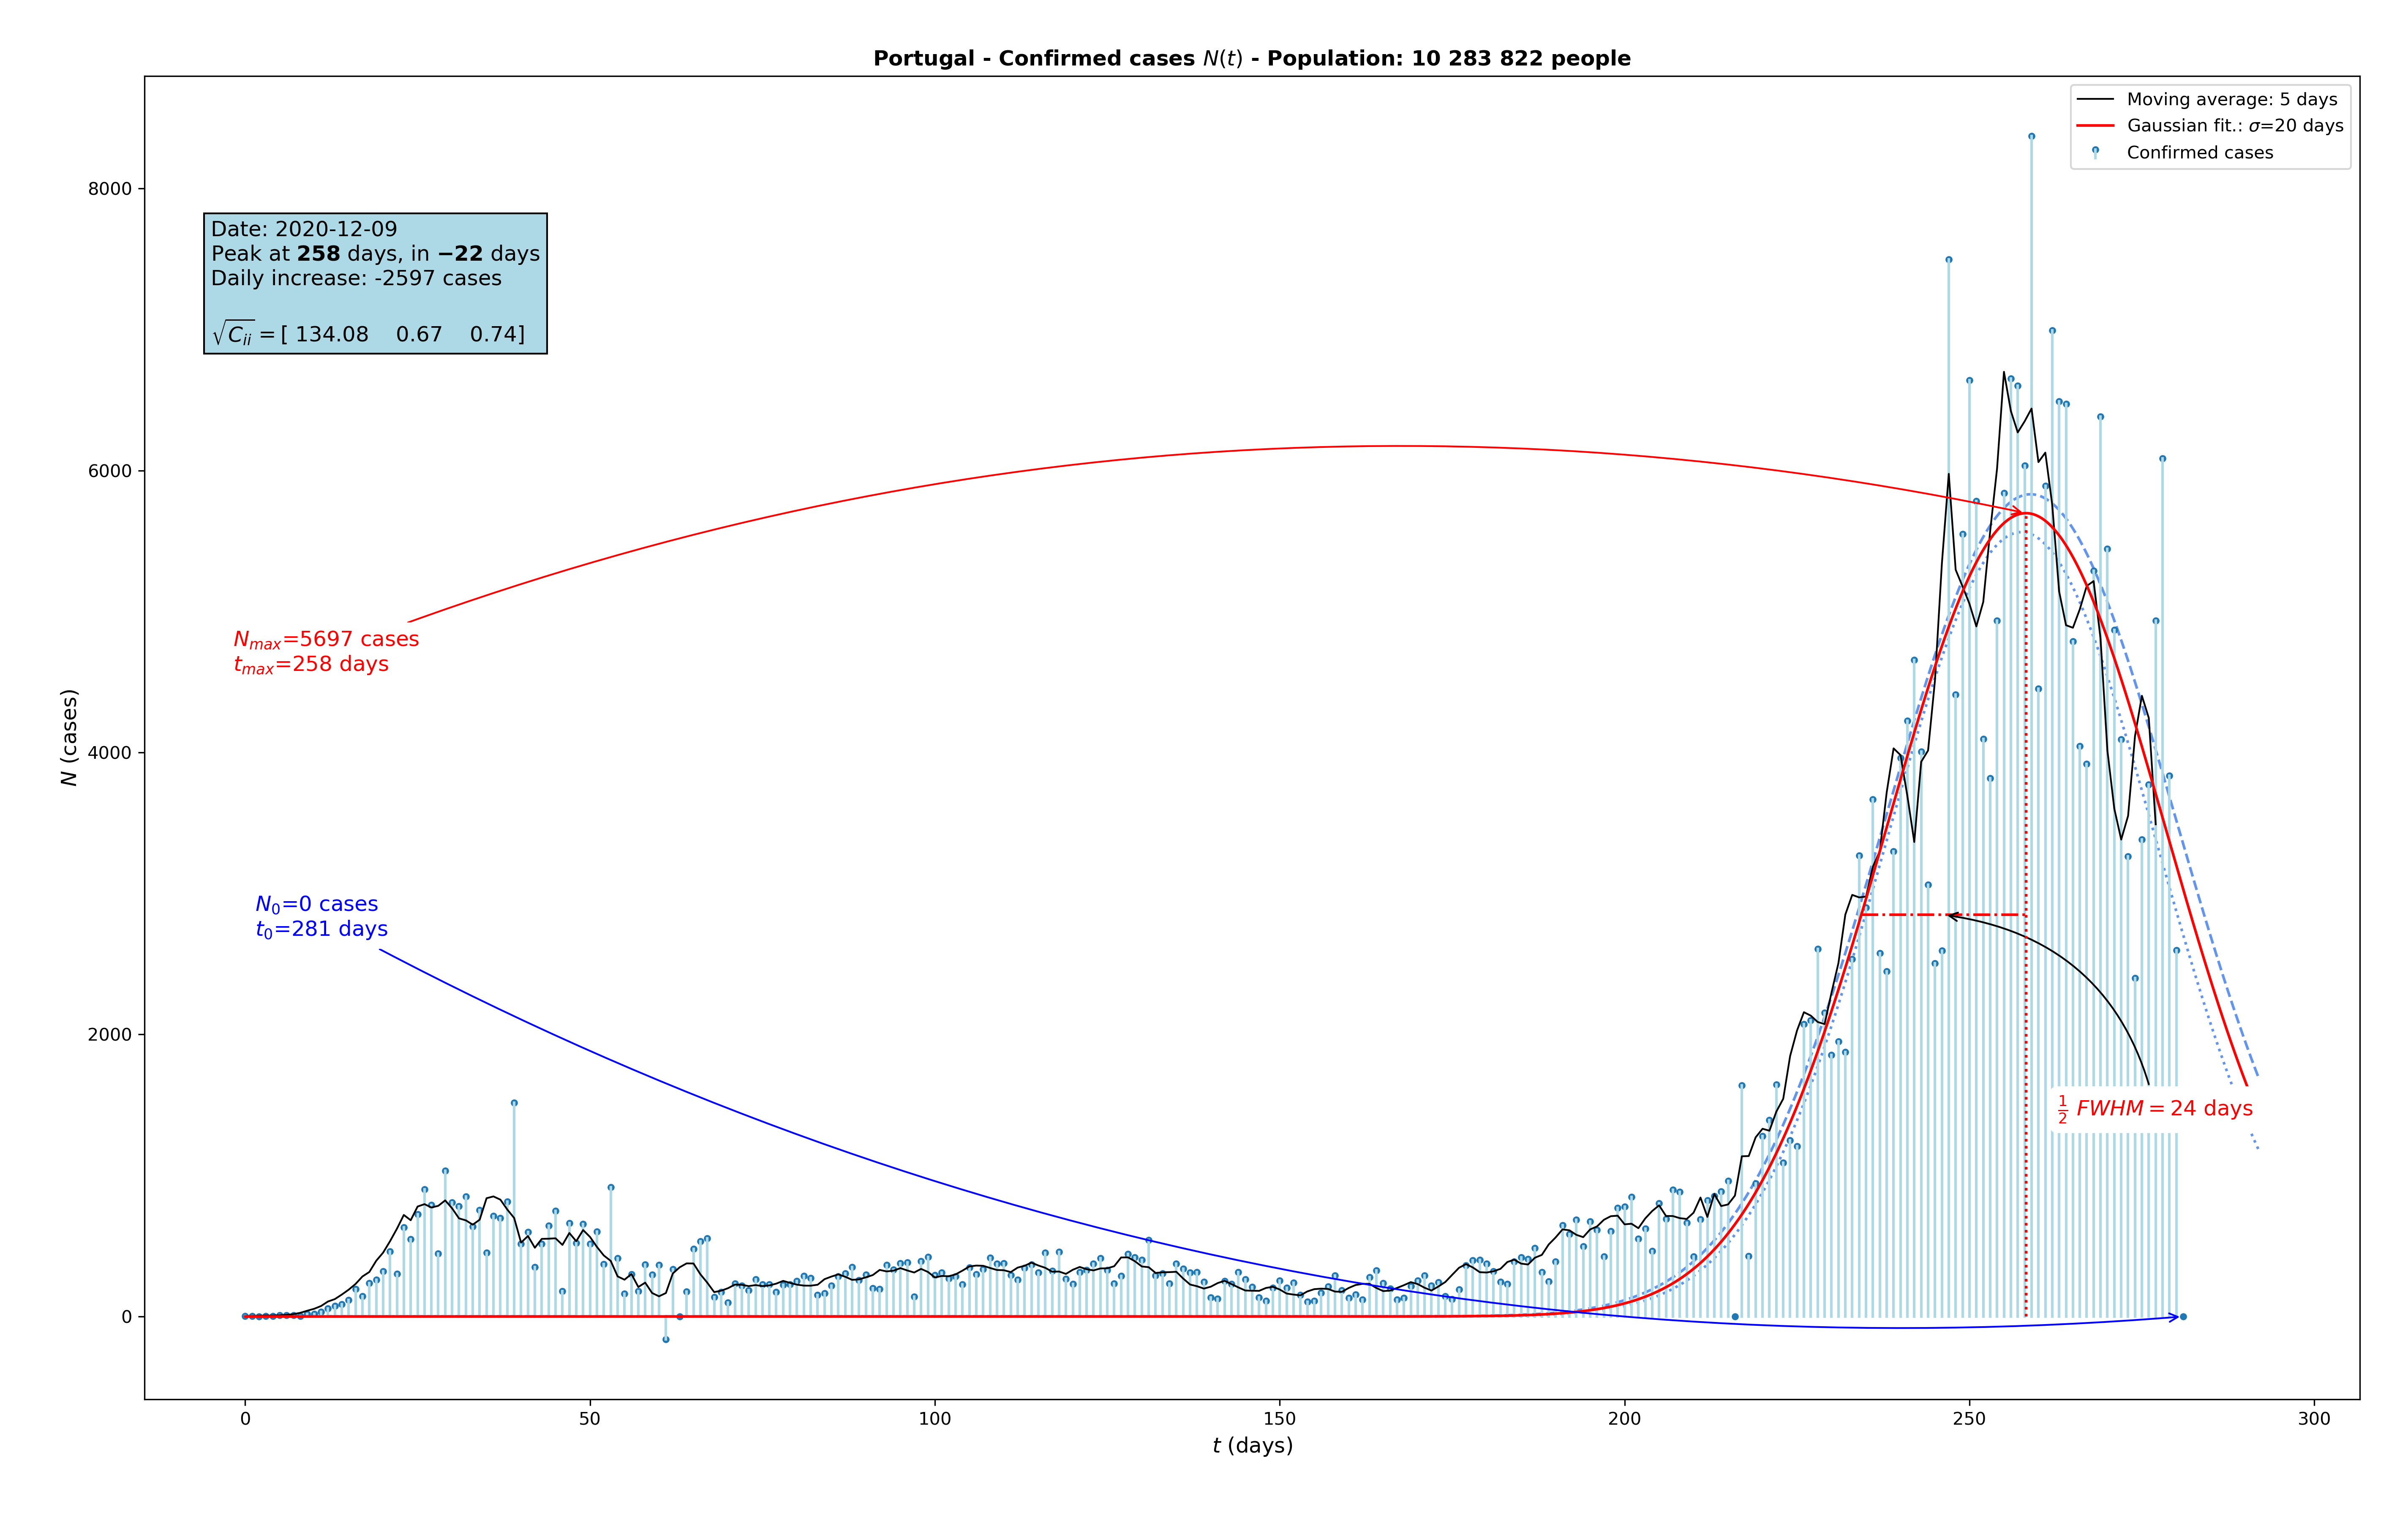 Portugal - Confirmed cases N(t) - Population: 10 283 822 people
Moving average: 5 days
Gaussian fit.: σ=20 days
Confirmed cases
Date: 2020-12-09
Peak at 258 days, in −22 days
Daily increase: -2597 cases
√C_ii = [ 134.08 0.67 0.74]
N_max=5697 cases
t_max=258 days
N_0=0 cases
t_0=281 days
½ FWHM = 24 days
N (cases)
8000
6000
4000
2000
0
0 50 100 150 200 250 300
t (days)